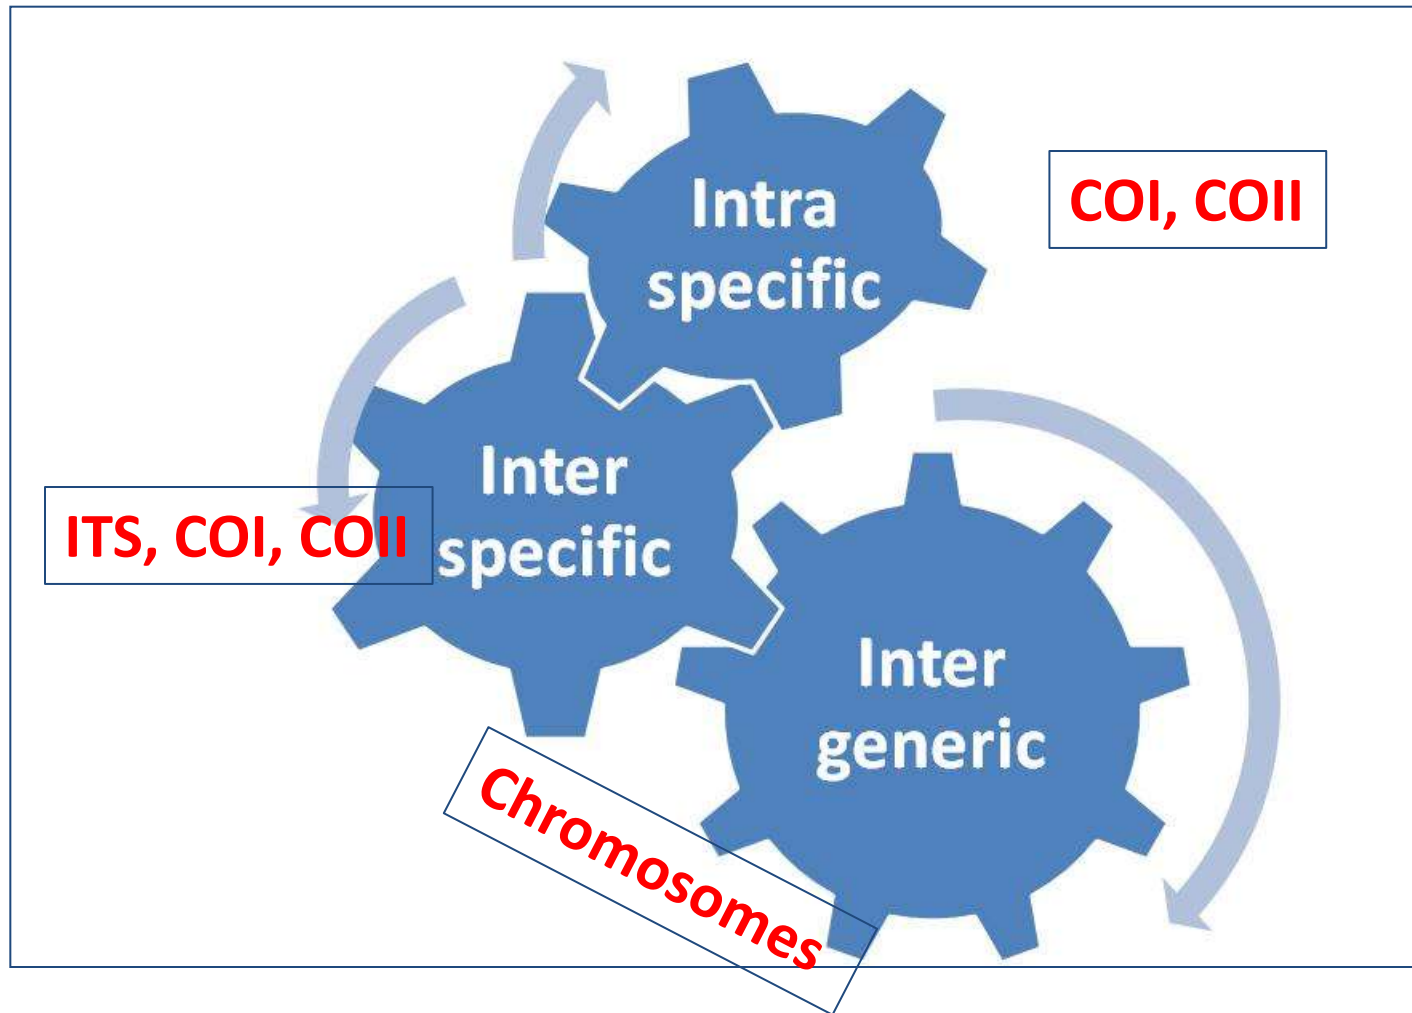 Intra
specific
COI, COII
Inter
specific
ITS, COI, COII
Inter
generic
Chromosomes